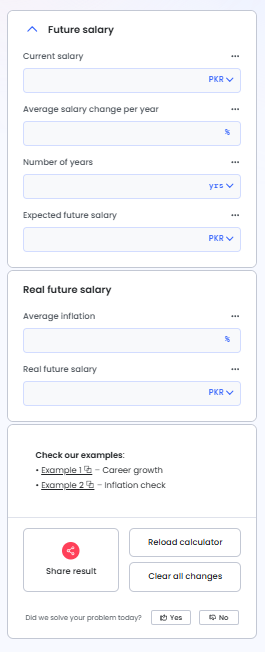 Future salary
Current salary ...
PKR
Average salary change per year ...
%
Number of years ...
yrs
Expected future salary ...
PKR
Real future salary
Average inflation ...
%
Real future salary ...
PKR
Check our examples:
• Example 1 – Career growth
• Example 2 – Inflation check
Share result
Reload calculator
Clear all changes
Did we solve your problem today? Yes No